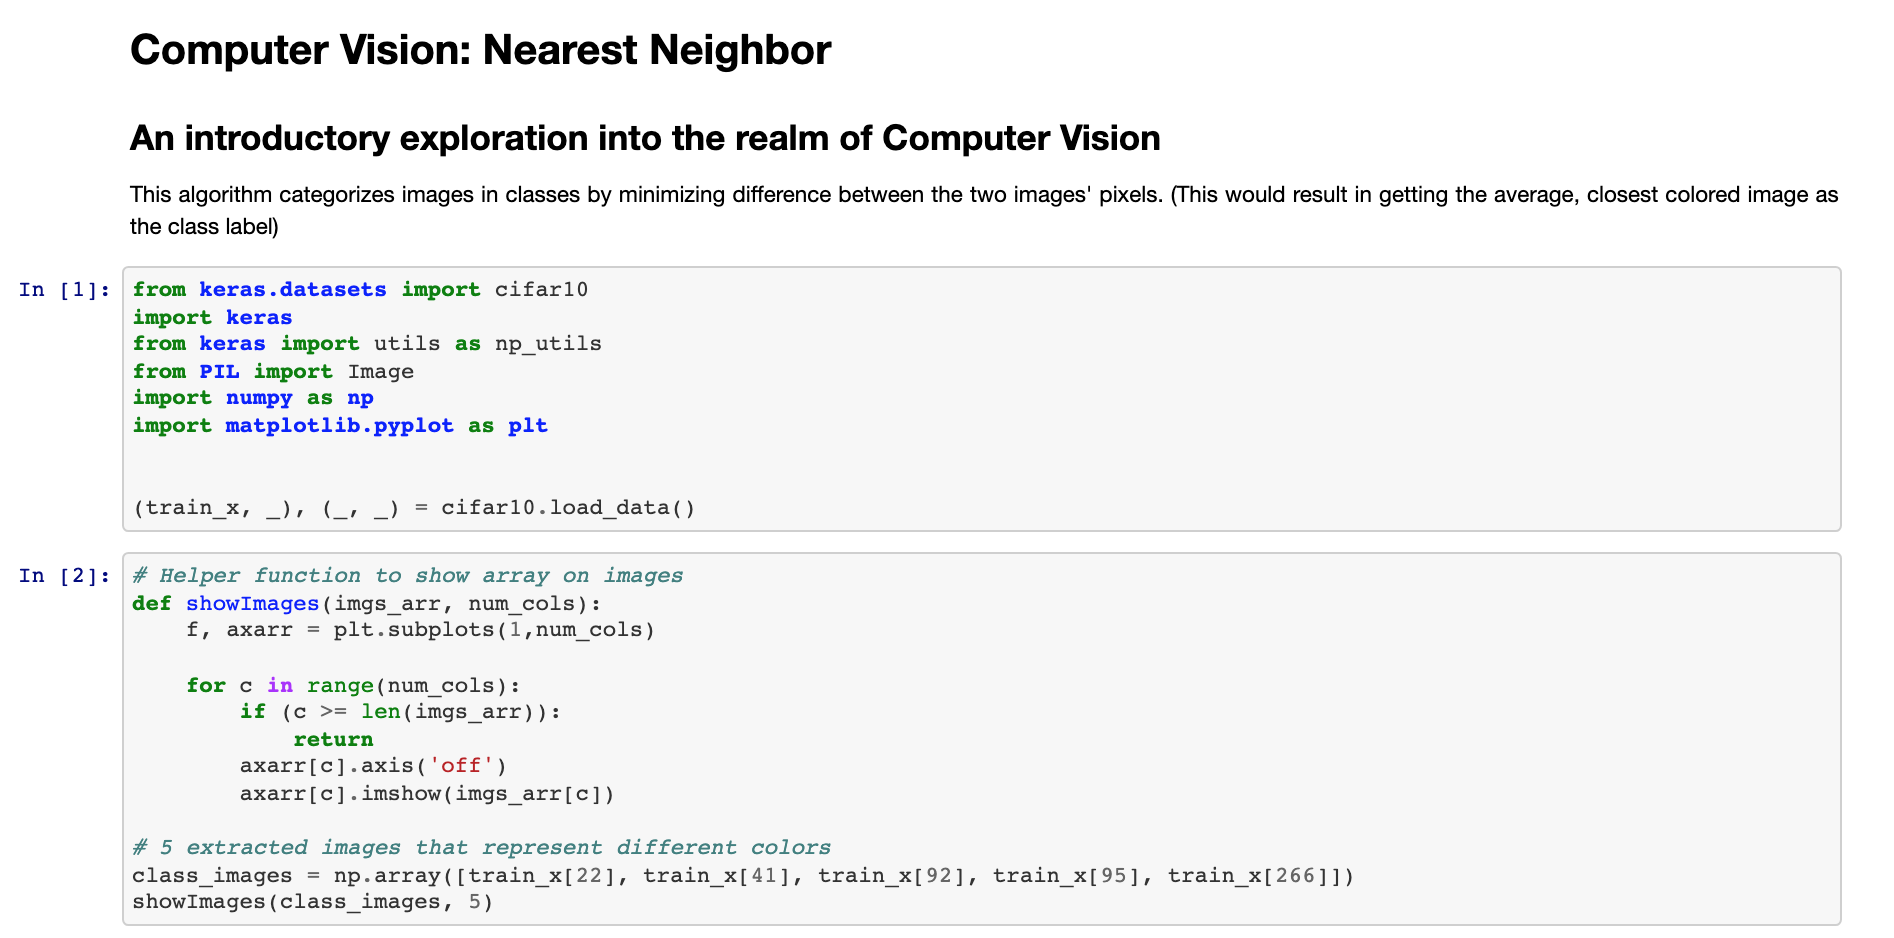 Computer Vision: Nearest Neighbor
An introductory exploration into the realm of Computer Vision
This algorithm categorizes images in classes by minimizing difference between the two images' pixels. (This would result in getting the average, closest colored image as
the class label)
In [1]:
from keras.datasets import cifar10
import keras
from keras import utils as np_utils
from PIL import Image
import numpy as np
import matplotlib.pyplot as plt
(train_x, _), (_, _) = cifar10.load_data()
In [2]:
# Helper function to show array on images
def showImages(imgs_arr, num_cols):
    f, axarr = plt.subplots(1,num_cols)
    for c in range(num_cols):
        if (c >= len(imgs_arr)):
            return
        axarr[c].axis('off')
        axarr[c].imshow(imgs_arr[c])
# 5 extracted images that represent different colors
class_images = np.array([train_x[22], train_x[41], train_x[92], train_x[95], train_x[266]])
showImages(class_images, 5)